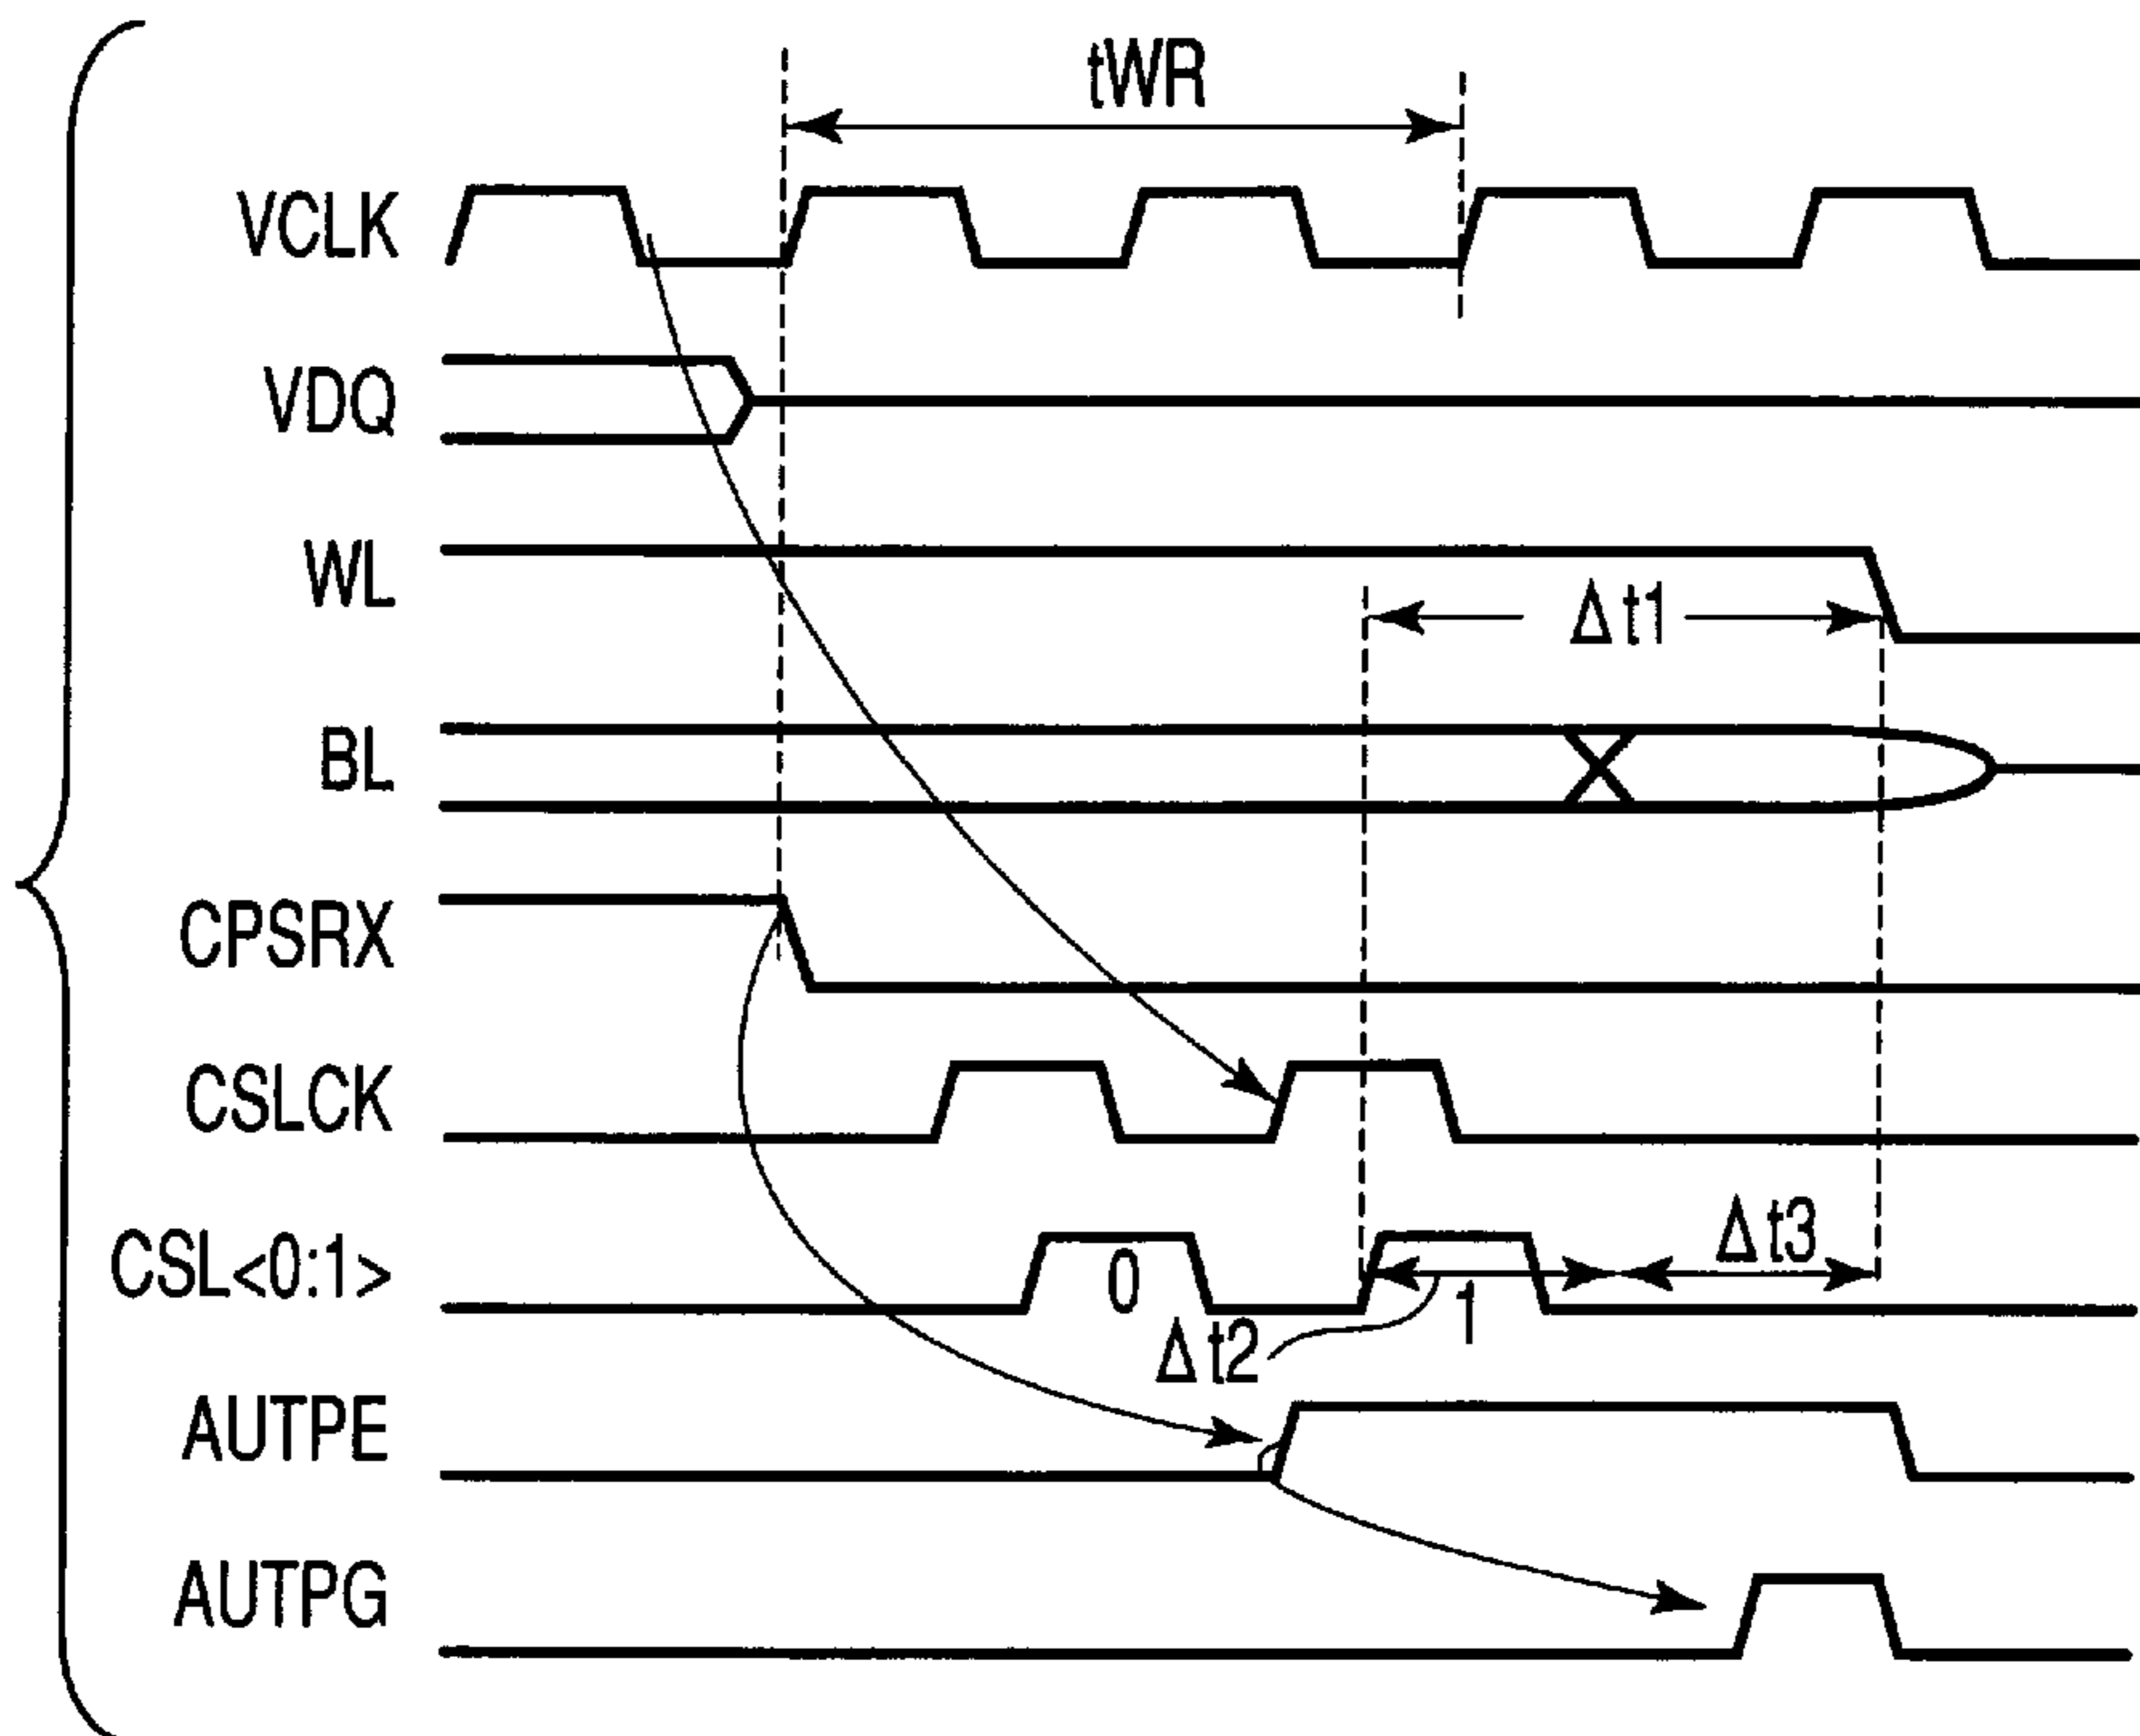 tWR
VCLK
VDQ
WL
Δt1
BL
CPSRX
CSLCK
CSL<0:1>
0
1
Δt3
Δt2
AUTPE
AUTPG